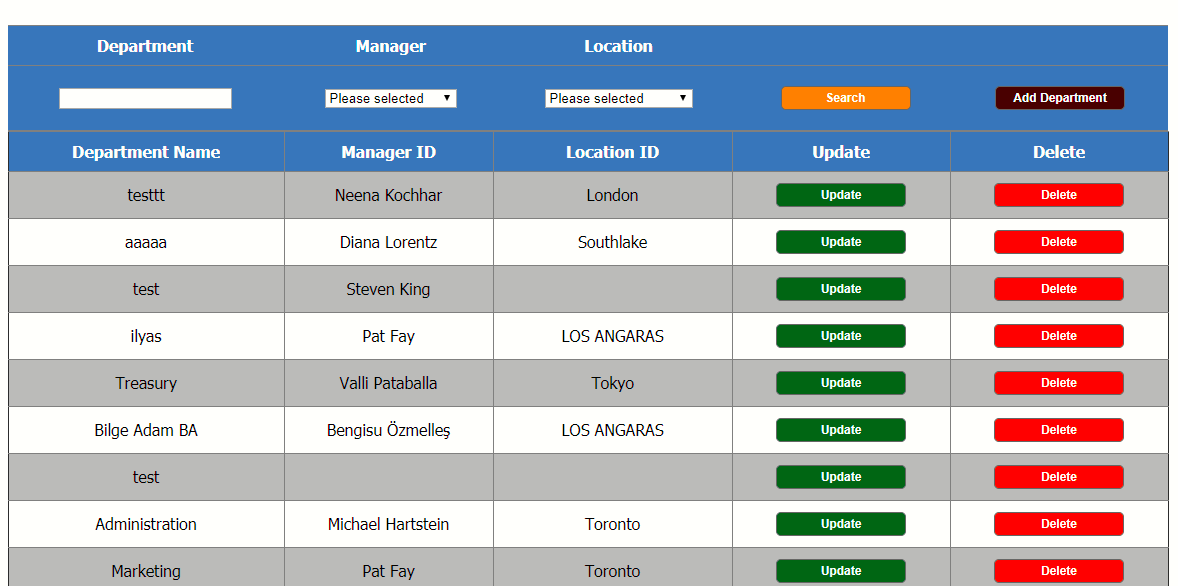 Department Manager Location
Please selected Please selected Search Add Department
Department Name Manager ID Location ID Update Delete
testtt Neena Kochhar London Update Delete
aaaaa Diana Lorentz Southlake Update Delete
test Steven King Update Delete
ilyas Pat Fay LOS ANGARAS Update Delete
Treasury Valli Pataballa Tokyo Update Delete
Bilge Adam BA Bengisu Özmelleş LOS ANGARAS Update Delete
test Update Delete
Administration Michael Hartstein Toronto Update Delete
Marketing Pat Fay Toronto Update Delete